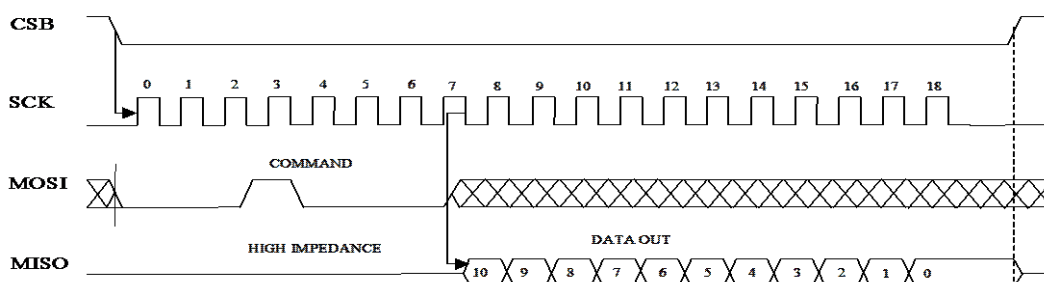 CSB
0 1 2 3 4 5 6 7 8 9 10 11 12 13 14 15 16 17 18
SCK
COMMAND
MOSI
HIGH IMPEDANCE DATA OUT
MISO
10 9 8 7 6 5 4 3 2 1 0